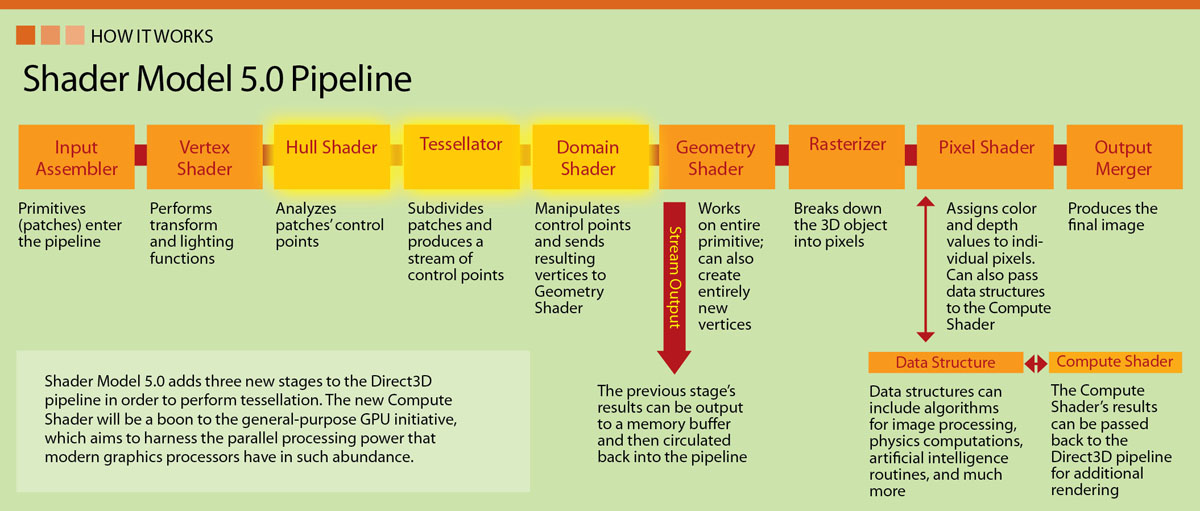 HOW IT WORKS
Shader Model 5.0 Pipeline
Input
Assembler
Primitives
(patches) enter
the pipeline
Vertex
Shader
Performs
transform
and lighting
functions
Hull Shader
Analyzes
patches’ control
points
Tessellator
Subdivides
patches and
produces a
stream of
control points
Domain
Shader
Manipulates
control points
and sends
resulting
vertices to
Geometry
Shader
Geometry
Shader
Works
on entire
primitive;
can also
create
entirely
new
vertices
Stream Output
The previous stage’s
results can be output
to a memory buffer
and then circulated
back into the pipeline
Rasterizer
Breaks down
the 3D object
into pixels
Pixel Shader
Assigns color
and depth
values to indi-
vidual pixels.
Can also pass
data structures
to the Compute
Shader
Output
Merger
Produces the
final image
Data Structure
Data structures can
include algorithms
for image processing,
physics computations,
artificial intelligence
routines, and much
more
Compute Shader
The Compute
Shader’s results
can be passed
back to the
Direct3D pipeline
for additional
rendering
Shader Model 5.0 adds three new stages to the Direct3D
pipeline in order to perform tessellation. The new Compute
Shader will be a boon to the general-purpose GPU initiative,
which aims to harness the parallel processing power that
modern graphics processors have in such abundance.